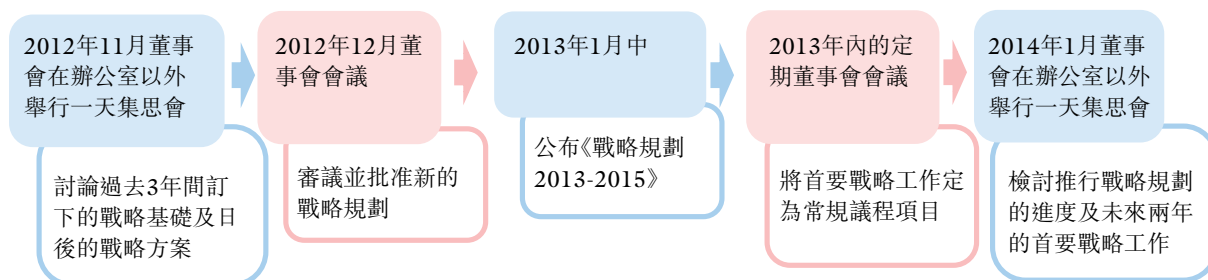 2012年11月董事
會在辦公室以外
舉行一天集思會
討論過去3年間訂
下的戰略基礎及日
後的戰略方案
2012年12月董
事會會議
審議並批准新的
戰略規劃
2013年1月中
公布《戰略規劃
2013-2015》
2013年內的定
期董事會會議
將首要戰略工作定
為常規議程項目
2014年1月董事
會在辦公室以外
舉行一天集思會
檢討推行戰略規劃
的進度及未來兩年
的首要戰略工作